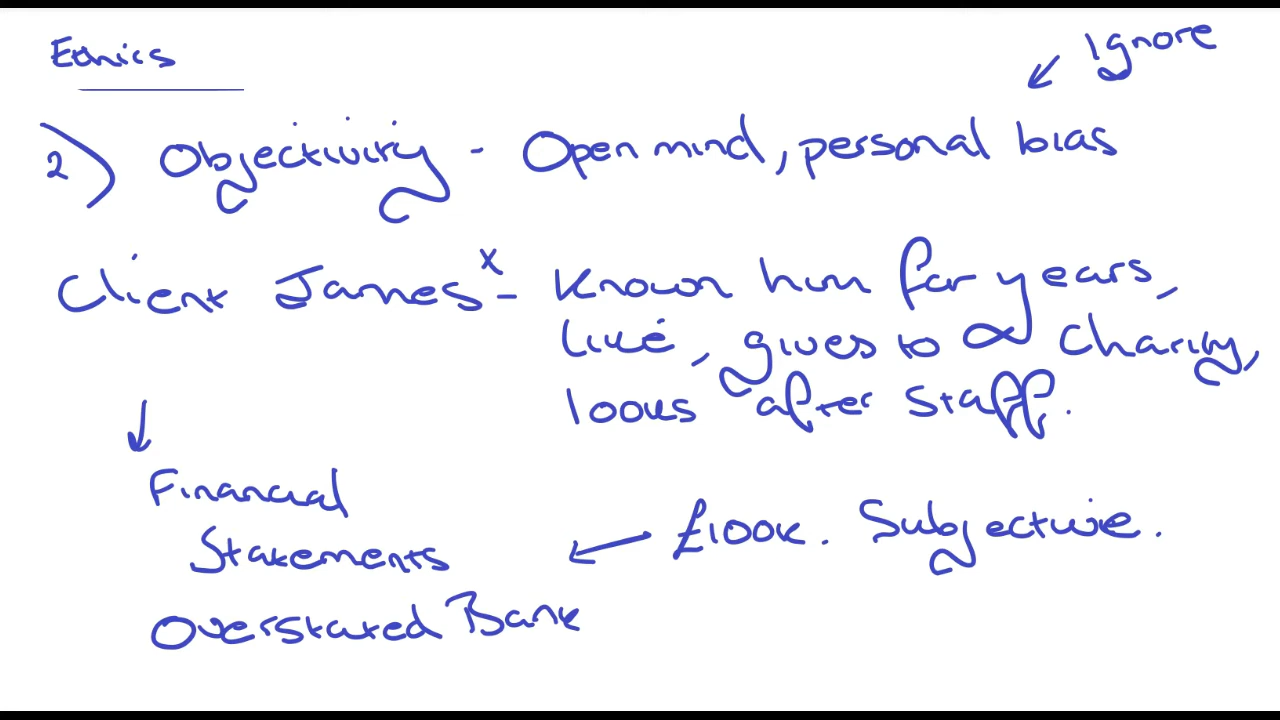 Ethics
Ignore
2) Objectivity - Open mind, personal bias
Client James x - Known him for years,
like, gives to charity,
looks after staff.
Financial
Statements
£100k. Subjective.
Overstated Bank